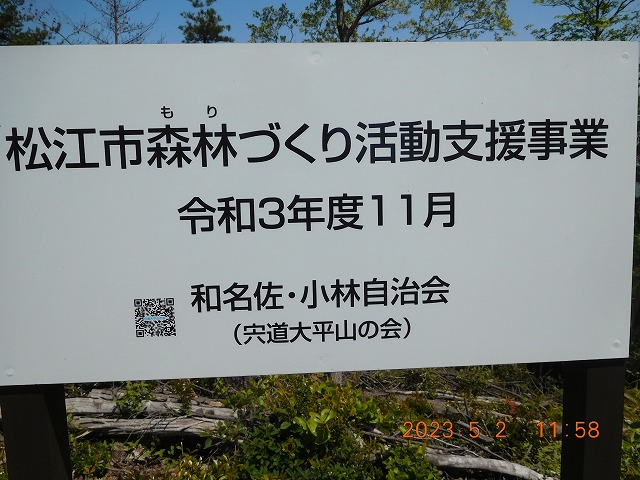 もり
松江市森林づくり活動支援事業
令和3年度11月
和名佐・小林自治会
(宍道大平山の会)
2023 5 2 11:58